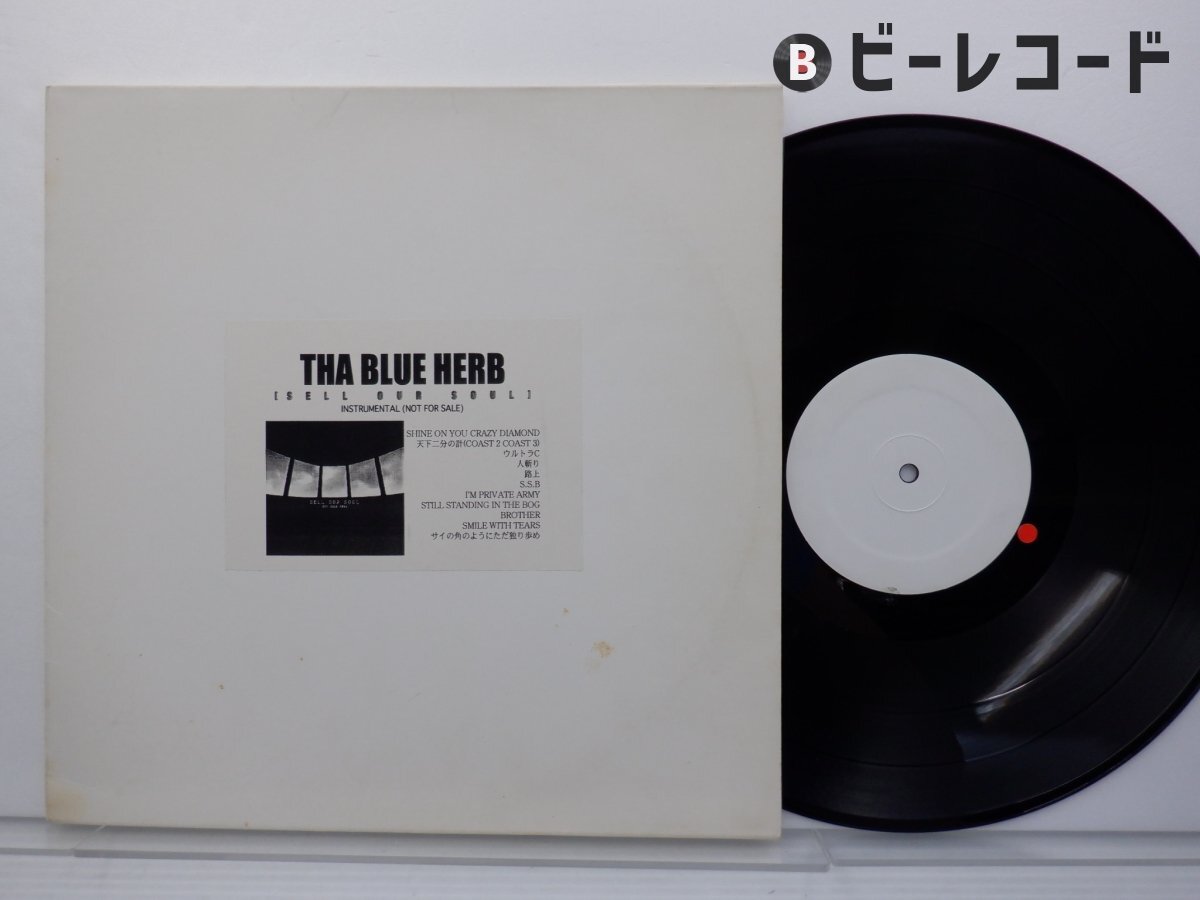 B ビーレコード
THA BLUE HERB
[SELL OUR SOUL]
INSTRUMENTAL (NOT FOR SALE)
SHINE ON YOU CRAZY DIAMOND
天下二分の計(COAST 2 COAST 3)
ウルトラC
人斬り
路上
S.S.B
I'M PRIVATE ARMY
STILL STANDING IN THE BOG
BROTHER
SMILE WITH TEARS
サイの角のようにただ独り歩め
SELL OUR SOUL